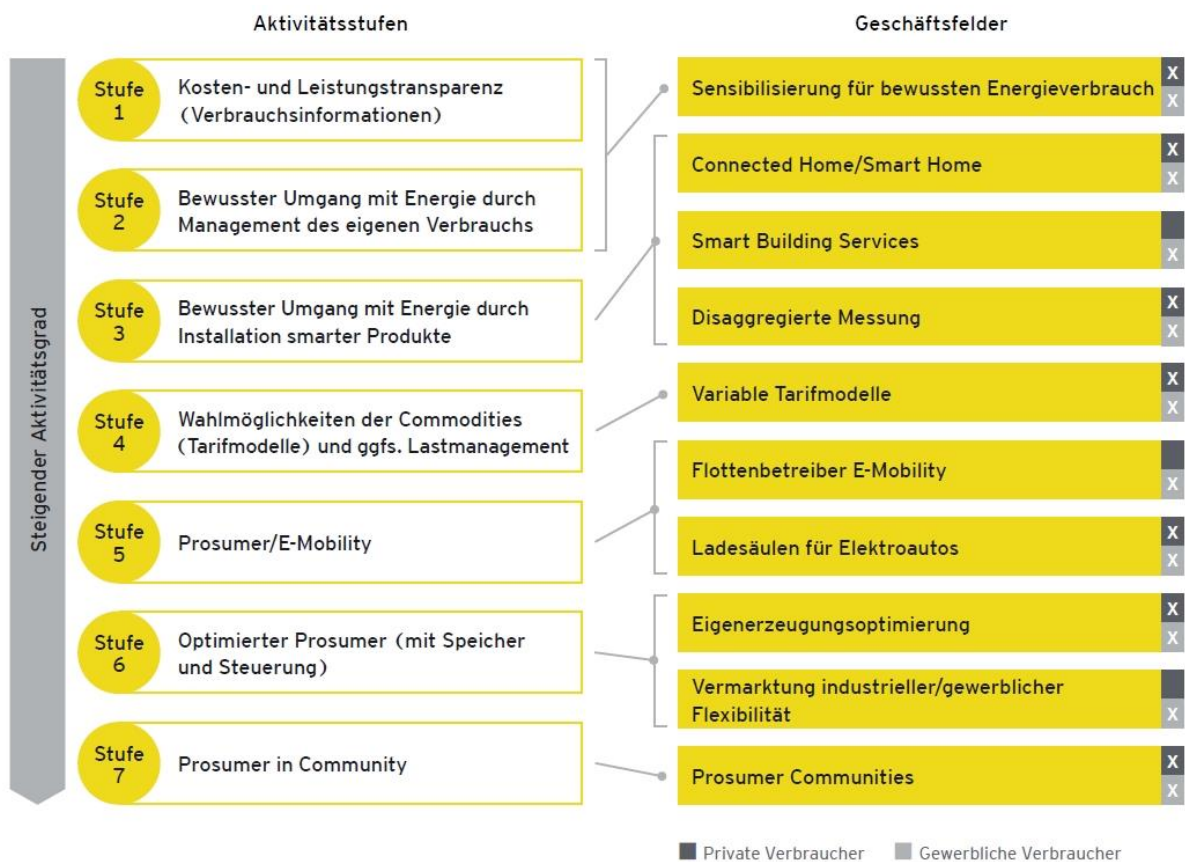 Aktivitätsstufen
Geschäftsfelder
Steigender Aktivitätsgrad
Stufe
1
Kosten- und Leistungstransparenz
(Verbrauchsinformationen)
Stufe
2
Bewusster Umgang mit Energie durch
Management des eigenen Verbrauchs
Stufe
3
Bewusster Umgang mit Energie durch
Installation smarter Produkte
Stufe
4
Wahlmöglichkeiten der Commodities
(Tarifmodelle) und ggfs. Lastmanagement
Stufe
5
Prosumer/E-Mobility
Stufe
6
Optimierter Prosumer (mit Speicher
und Steuerung)
Stufe
7
Prosumer in Community
Sensibilisierung für bewussten Energieverbrauch
X
X
Connected Home/Smart Home
X
X
Smart Building Services
X
Disaggregierte Messung
X
X
Variable Tarifmodelle
X
X
Flottenbetreiber E-Mobility
X
Ladesäulen für Elektroautos
X
X
Eigenerzeugungsoptimierung
X
X
Vermarktung industrieller/gewerblicher
Flexibilität
X
Prosumer Communities
X
X
Private Verbraucher
Gewerbliche Verbraucher